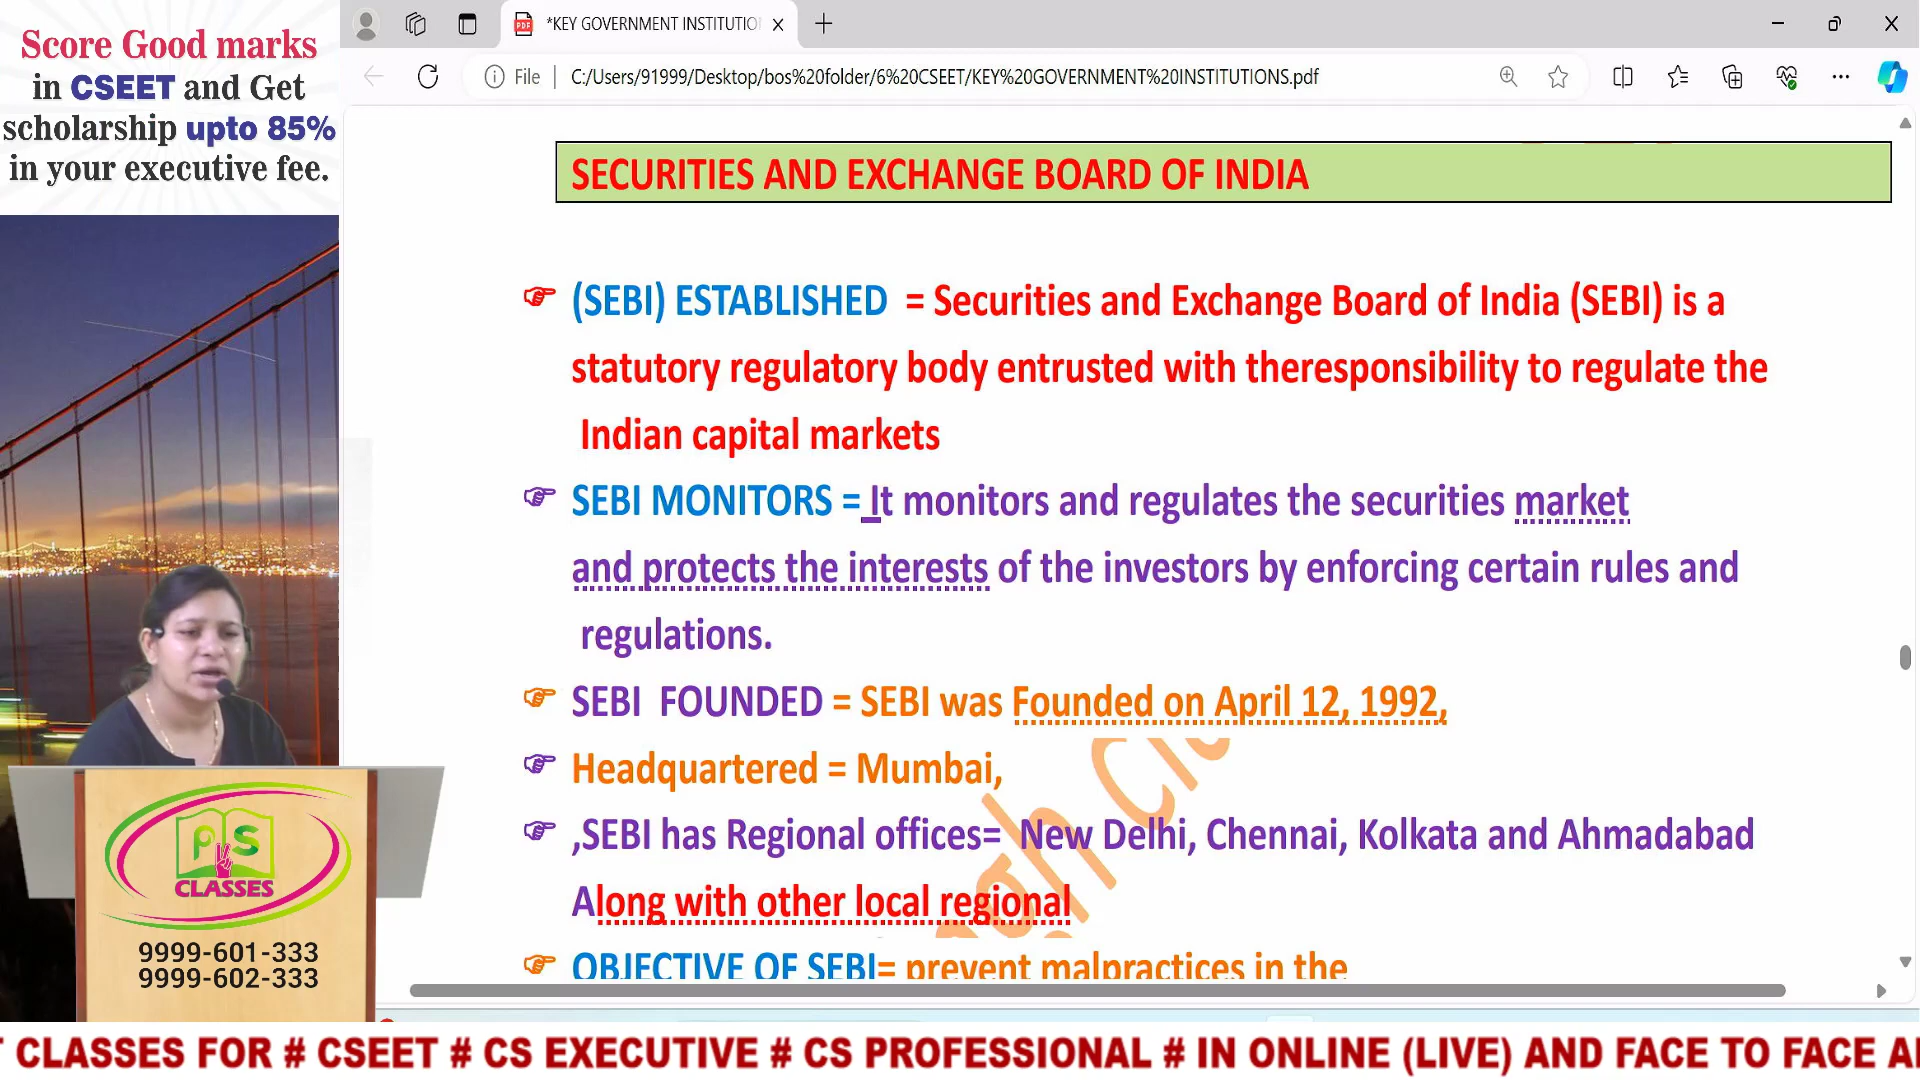 Score Good marks
in CSEET and Get
scholarship upto 85%
in your executive fee.
*KEY GOVERNMENT INSTITUTIO
File
C:/Users/91999/Desktop/bos%20folder/6%20CSEET/KEY%20GOVERNMENT%20INSTITUTIONS.pdf
SECURITIES AND EXCHANGE BOARD OF INDIA
(SEBI) ESTABLISHED = Securities and Exchange Board of India (SEBI) is a
statutory regulatory body entrusted with theresponsibility to regulate the
Indian capital markets
SEBI MONITORS = It monitors and regulates the securities market
and protects the interests of the investors by enforcing certain rules and
regulations.
SEBI FOUNDED = SEBI was Founded on April 12, 1992,
Headquartered = Mumbai,
,SEBI has Regional offices= New Delhi, Chennai, Kolkata and Ahmadabad
Along with other local regional
OBJECTIVE OF SEBI= prevent malpractices in the
P S
CLASSES
9999-601-333
9999-602-333
CLASSES FOR # CSEET # CS EXECUTIVE # CS PROFESSIONAL # IN ONLINE (LIVE) AND FACE TO FACE